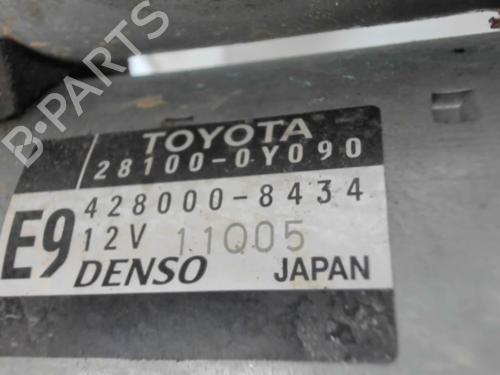 B-PARTS
TOYOTA
28100-0Y090
428000-8434
E9
12V 11Q05
DENSO JAPAN